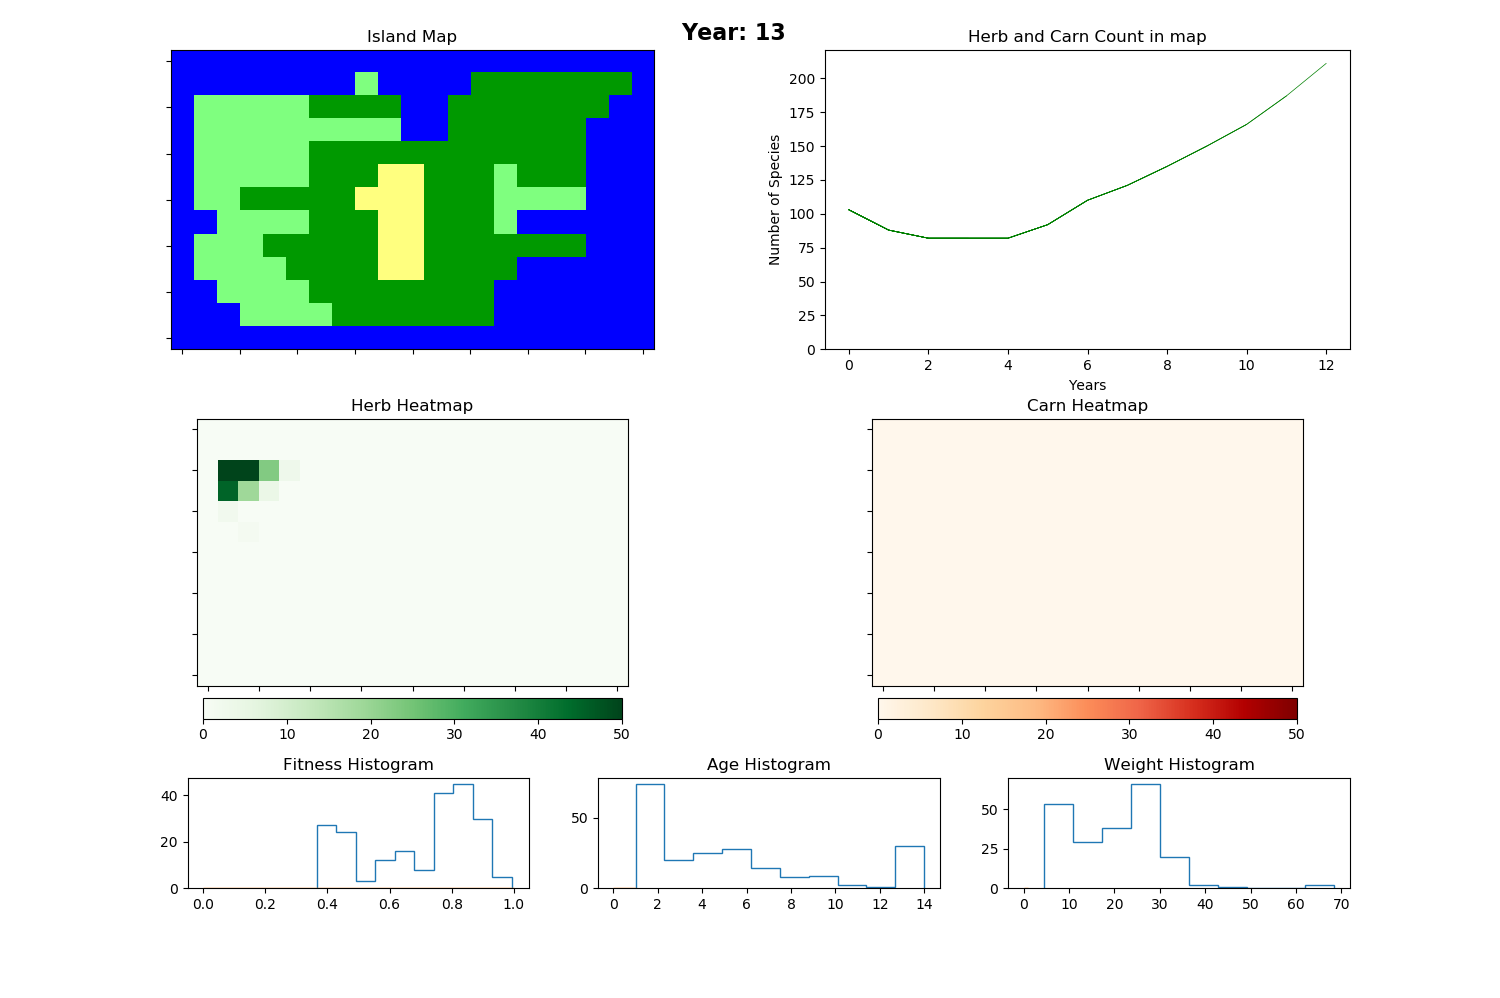 Year: 13
Island Map
Herb and Carn Count in map
200
175
150
125
100
75
50
25
0
Number of Species
0 2 4 6 8 10 12
Years
Herb Heatmap
Carn Heatmap
0 10 20 30 40 50
0 10 20 30 40 50
Fitness Histogram
40
20
0
0.0 0.2 0.4 0.6 0.8 1.0
Age Histogram
50
0
0 2 4 6 8 10 12 14
Weight Histogram
50
25
0
0 10 20 30 40 50 60 70